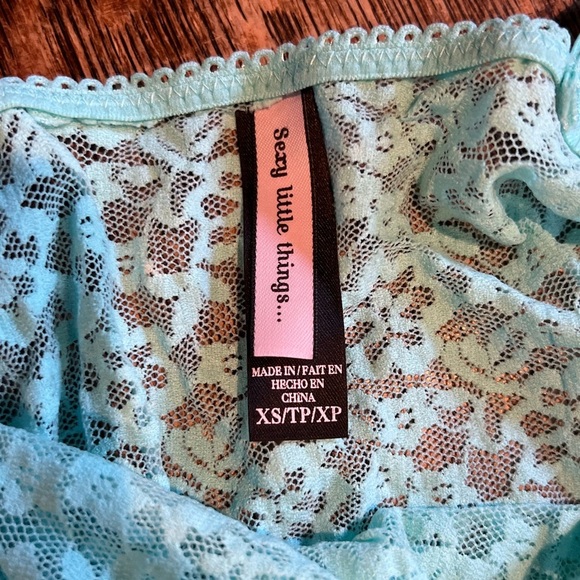 Sexy little things...
MADE IN / FAIT EN
HECHO EN
CHINA
XS/TP/XP